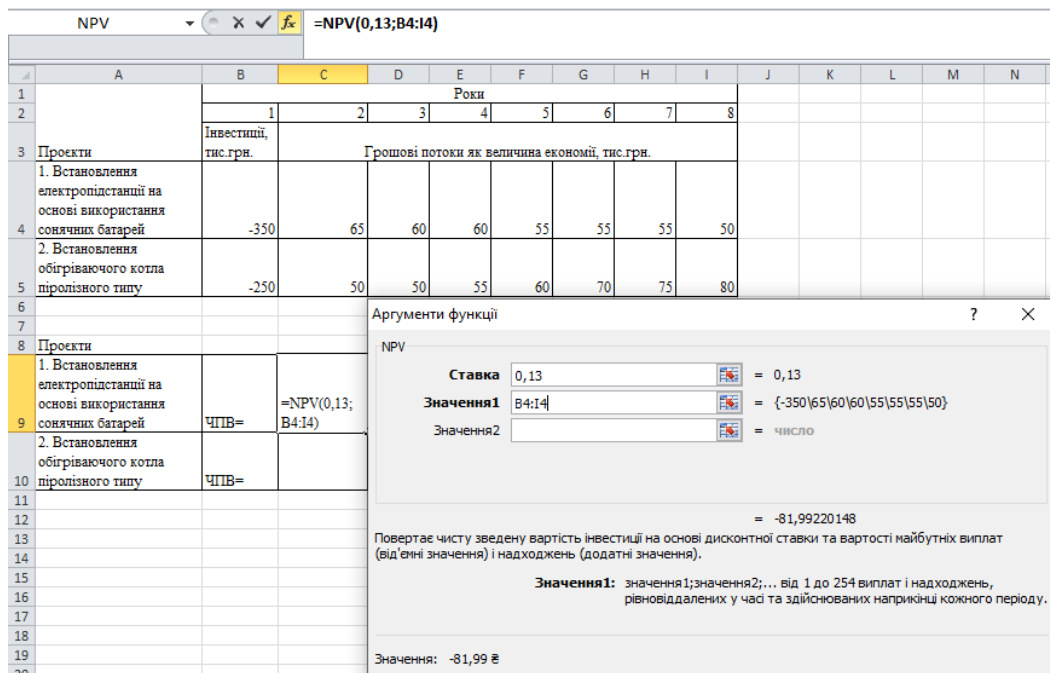 NPV =NPV(0,13;B4:I4)
A B C D E F G H I J K L M N
1 Роки
2 1 2 3 4 5 6 7 8
Інвестиції,
3 Проєкти тис.грн. Грошові потоки як величина економії, тис.грн.
1. Встановлення
електропідстанції на
основі використання
4 сонячних батарей -350 65 60 60 55 55 55 50
2. Встановлення
обігріваючого котла
5 піролізного типу -250 50 50 55 60 70 75 80
6
7
8 Проєкти
1. Встановлення
електропідстанції на
основі використання =NPV(0,13;
9 сонячних батарей ЧПВ= B4:I4)
2. Встановлення
обігріваючого котла
10 піролізного типу ЧПВ=
11
12
13
14
15
16
17
18
19
Аргументи функції ? X
NPV
Ставка 0,13 = 0,13
Значення1 B4:I4 = {-350\65\60\60\55\55\55\50}
Значення2 = число
= -81,99220148
Повертає чисту зведену вартість інвестиції на основі дисконтної ставки та вартості майбутніх виплат
(від'ємні значення) і надходжень (додатні значення).
Значення1: значення1;значення2;... від 1 до 254 виплат і надходжень,
рівновіддалених у часі та здійснюваних наприкінці кожного періоду.
Значення: -81,99 ₴